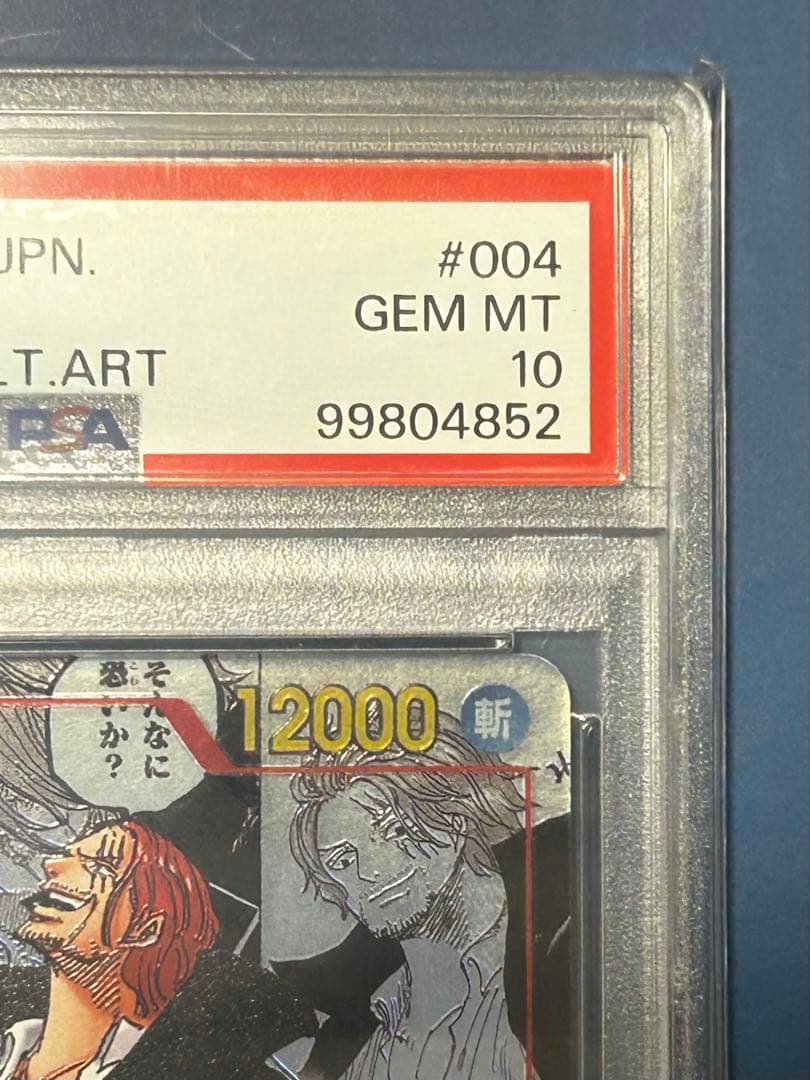 JPN. #004
GEM MT
LT.ART 10
PSA 99804852
そんなに
恐いか?
12000 斬